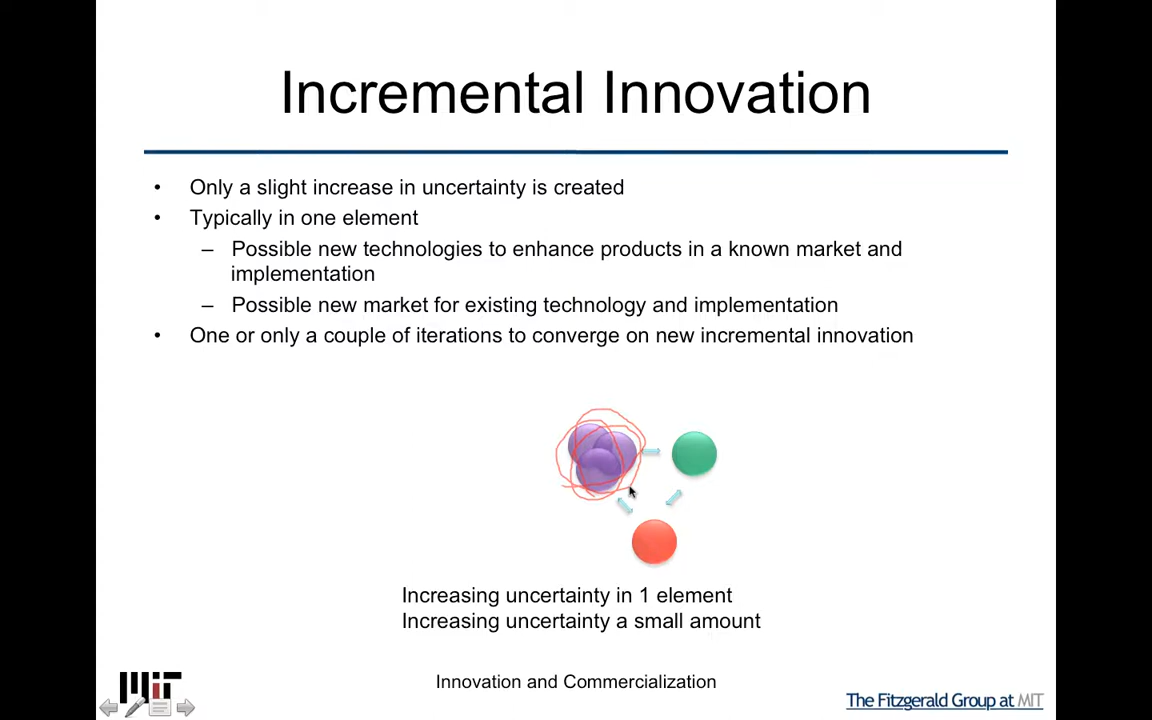 Incremental Innovation
• Only a slight increase in uncertainty is created
• Typically in one element
– Possible new technologies to enhance products in a known market and
implementation
– Possible new market for existing technology and implementation
• One or only a couple of iterations to converge on new incremental innovation
Increasing uncertainty in 1 element
Increasing uncertainty a small amount
MIT
Innovation and Commercialization
The Fitzgerald Group at MIT